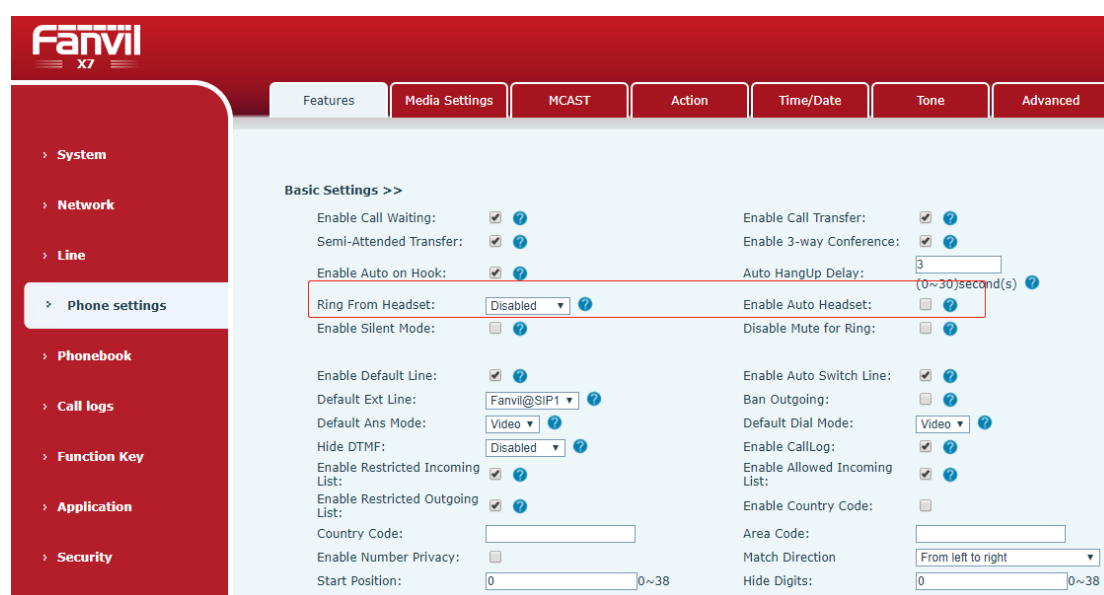 Fanvil
X7
Features Media Settings MCAST Action Time/Date Tone Advanced
› System
› Network
› Line
› Phone settings
› Phonebook
› Call logs
› Function Key
› Application
› Security
Basic Settings >>
Enable Call Waiting: ? Enable Call Transfer: ?
Semi-Attended Transfer: ? Enable 3-way Conference: ?
Enable Auto on Hook: ? Auto HangUp Delay: 3
(0~30)second(s) ?
Ring From Headset: Disabled ? Enable Auto Headset: ?
Enable Silent Mode: ? Disable Mute for Ring: ?
Enable Default Line: ? Enable Auto Switch Line: ?
Default Ext Line: Fanvil@SIP1 ? Ban Outgoing: ?
Default Ans Mode: Video ? Default Dial Mode: Video ?
Hide DTMF: Disabled ? Enable CallLog: ?
Enable Restricted Incoming
List: ? Enable Allowed Incoming
List: ?
Enable Restricted Outgoing
List: ? Enable Country Code:
Country Code: Area Code:
Enable Number Privacy: Match Direction From left to right
Start Position: 0 0~38 Hide Digits: 0 0~38